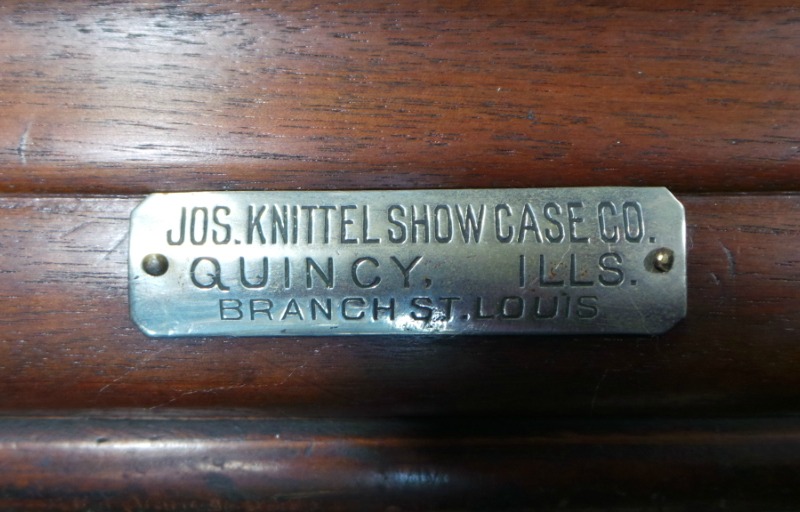 JOS. KNITTEL SHOW CASE CO.
QUINCY, ILLS.
BRANCH ST. LOUIS